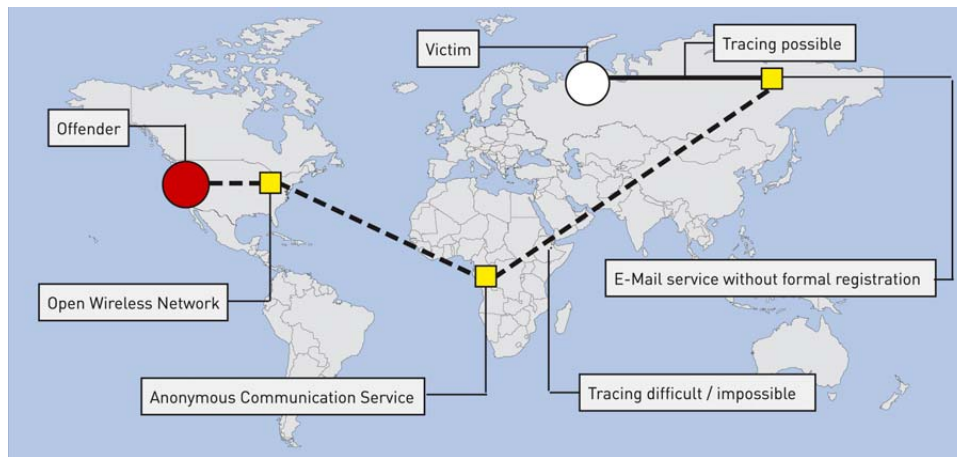 Victim
Tracing possible
Offender
E-Mail service without formal registration
Open Wireless Network
Anonymous Communication Service
Tracing difficult / impossible